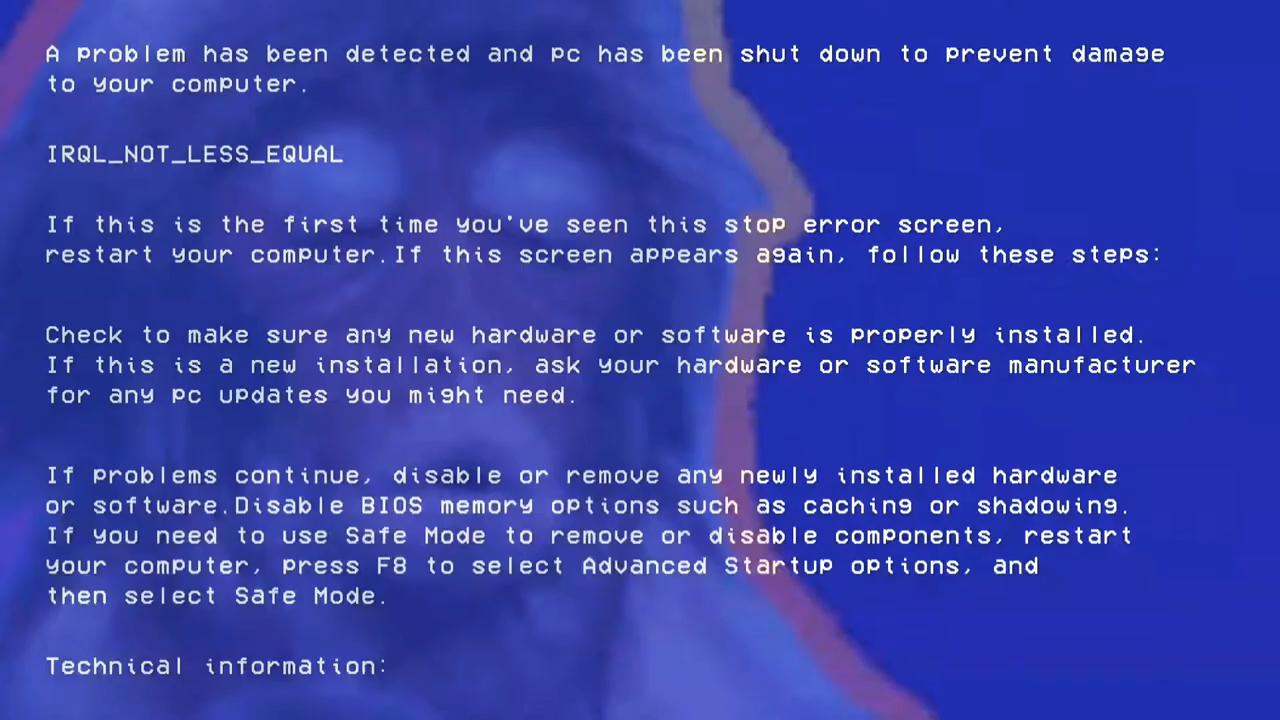 A problem has been detected and pc has been shut down to prevent damage
to your computer.
IRQL_NOT_LESS_EQUAL
If this is the first time you've seen this stop error screen,
restart your computer.If this screen appears again, follow these steps:
Check to make sure any new hardware or software is properly installed.
If this is a new installation, ask your hardware or software manufacturer
for any pc updates you might need.
If problems continue, disable or remove any newly installed hardware
or software.Disable BIOS memory options such as caching or shadowing.
If you need to use Safe Mode to remove or disable components, restart
your computer, press F8 to select Advanced Startup options, and
then select Safe Mode.
Technical information: